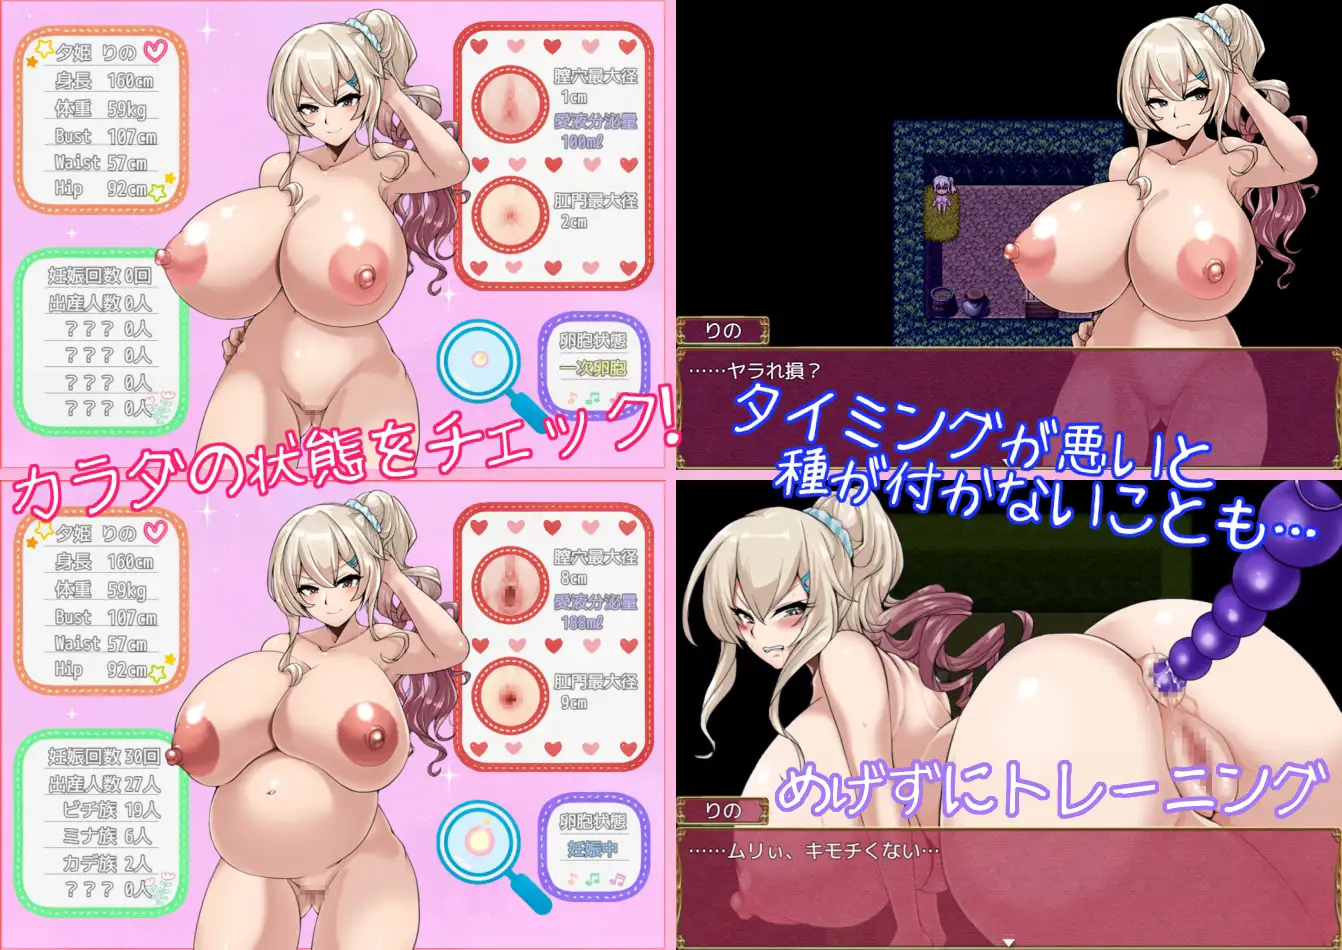 夕姫 りの
身長 160cm
体重 59kg
Bust 107cm
Waist 57cm
Hip 92cm
膣穴最大径
1cm
愛液分泌量
100㎖
肛門最大径
2cm
妊娠回数 0回
出産人数 0人
？？？ 0人
？？？ 0人
？？？ 0人
？？？ 0人
卵胞状態
一次卵胞
カラダの状態をチェック!
りの
……ヤラれ損？
タイミングが悪いと
種が付かないことも…
夕姫 りの
身長 160cm
体重 59kg
Bust 107cm
Waist 57cm
Hip 92cm
膣穴最大径
8cm
愛液分泌量
188㎖
肛門最大径
9cm
妊娠回数 30回
出産人数 27人
ビチ族 19人
ミナ族 6人
カデ族 2人
？？？ 0人
卵胞状態
妊娠中
めげずにトレーニング
りの
……ムリぃ、キモチくない…